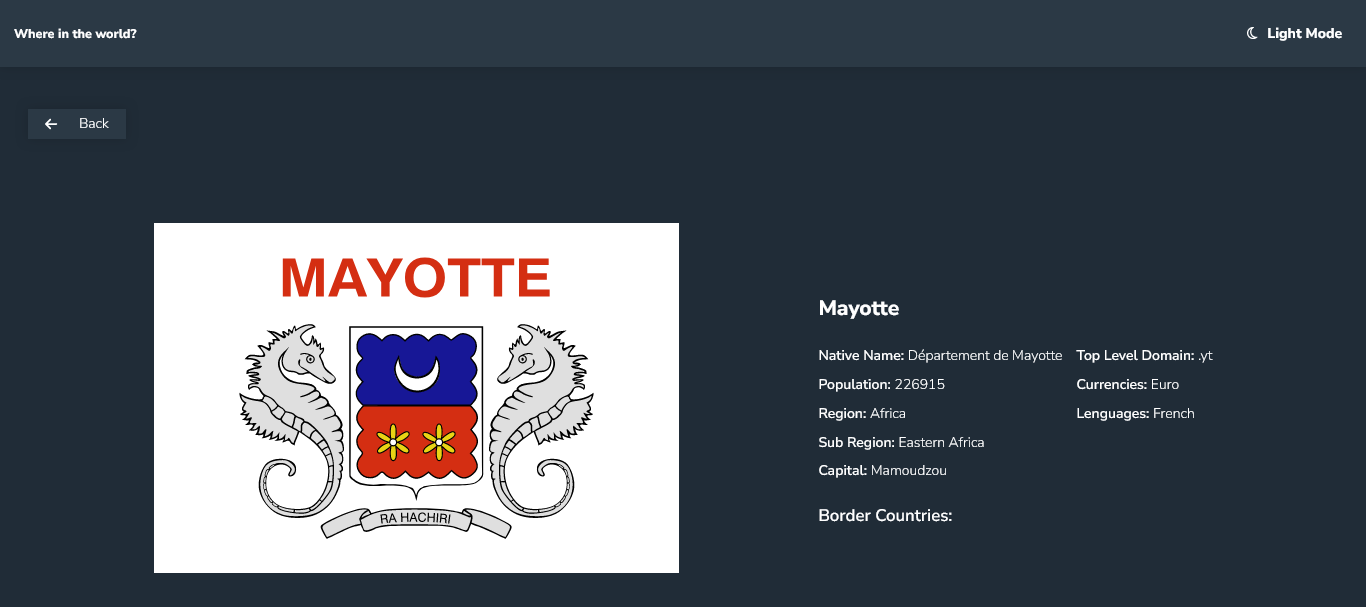 Where in the world?
Light Mode
Back
MAYOTTE
RA HACHIRI
Mayotte
Native Name: Département de Mayotte
Population: 226915
Region: Africa
Sub Region: Eastern Africa
Capital: Mamoudzou
Top Level Domain: .yt
Currencies: Euro
Lenguages: French
Border Countries: